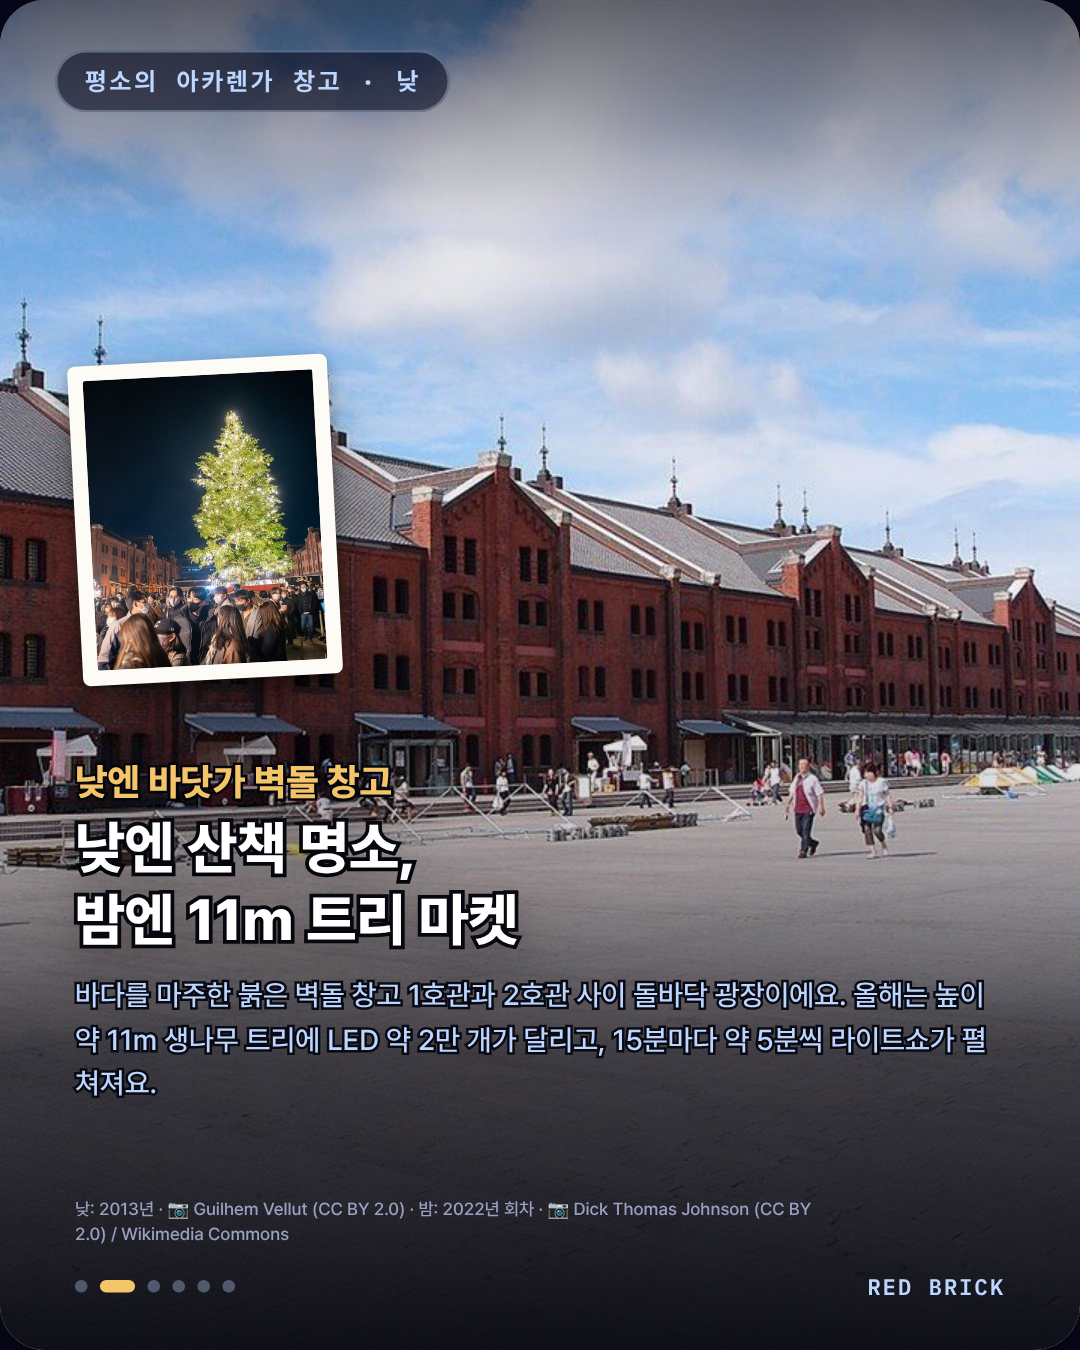 평소의 아카렌가 창고 · 낮
낮엔 바닷가 벽돌 창고
낮엔 산책 명소,
밤엔 11m 트리 마켓
바다를 마주한 붉은 벽돌 창고 1호관과 2호관 사이 돌바닥 광장이에요. 올해는 높이
약 11m 생나무 트리에 LED 약 2만 개가 달리고, 15분마다 약 5분씩 라이트쇼가 펼
쳐져요.
낮: 2013년 · 📷 Guilhem Vellut (CC BY 2.0) · 밤: 2022년 회차 · 📷 Dick Thomas Johnson (CC BY
2.0) / Wikimedia Commons
RED BRICK